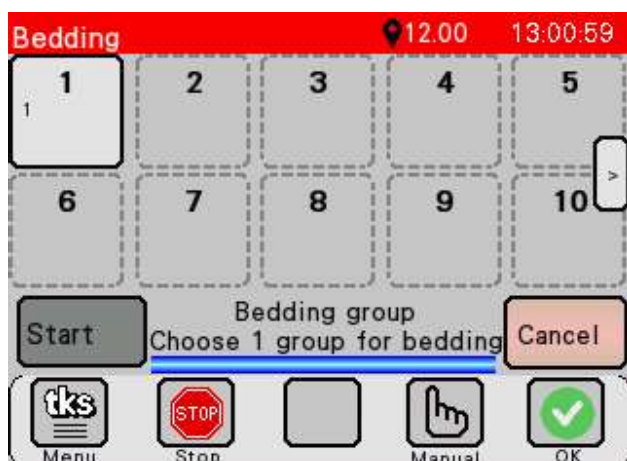 Bedding 12.00 13:00:59
1 2 3 4 5
1
>
6 7 8 9 10
Bedding group
Start Choose 1 group for bedding Cancel
tks STOP
Menu Stop Manual OK